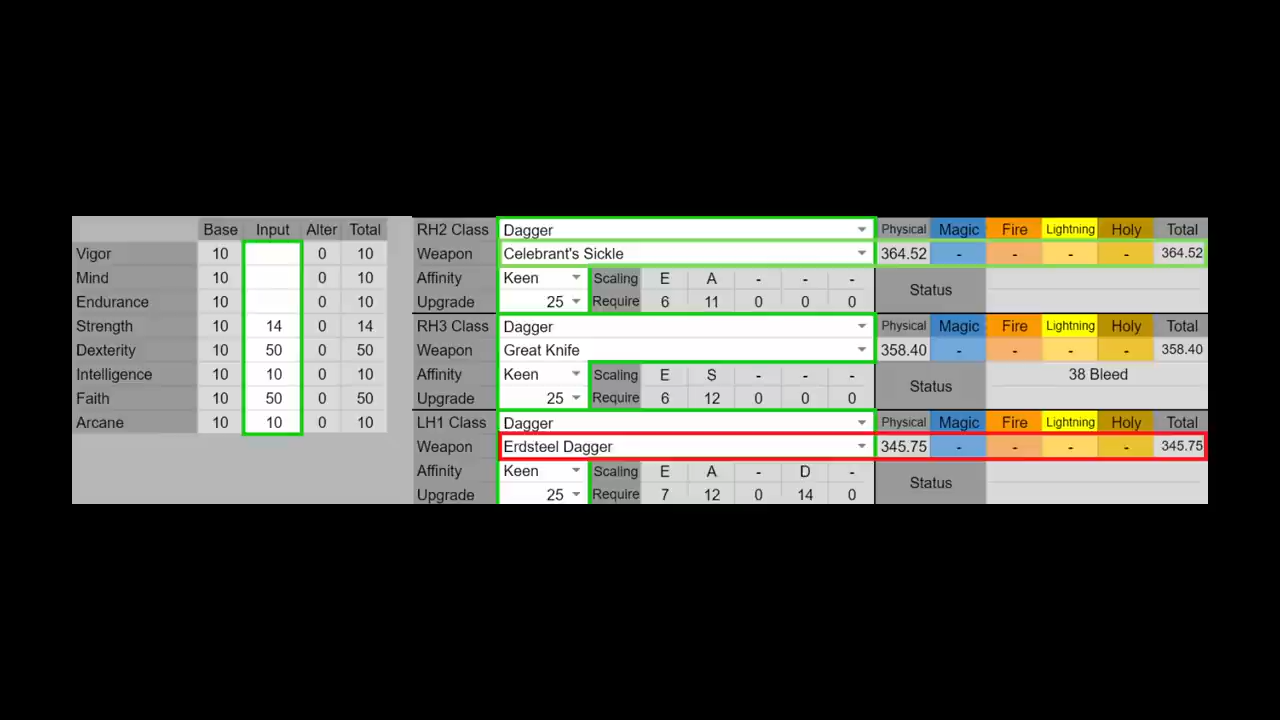 Base Input Alter Total
Vigor 10 0 10
Mind 10 0 10
Endurance 10 0 10
Strength 10 14 0 14
Dexterity 10 50 0 50
Intelligence 10 10 0 10
Faith 10 50 0 50
Arcane 10 10 0 10
RH2 Class Dagger Physical Magic Fire Lightning Holy Total
Weapon Celebrant's Sickle 364.52 - - - - 364.52
Affinity Keen Scaling E A - - - Status
Upgrade 25 Require 6 11 0 0 0
RH3 Class Dagger Physical Magic Fire Lightning Holy Total
Weapon Great Knife 358.40 - - - - 358.40
Affinity Keen Scaling E S - - - Status 38 Bleed
Upgrade 25 Require 6 12 0 0 0
LH1 Class Dagger Physical Magic Fire Lightning Holy Total
Weapon Erdsteel Dagger 345.75 - - - - 345.75
Affinity Keen Scaling E A - D - Status
Upgrade 25 Require 7 12 0 14 0